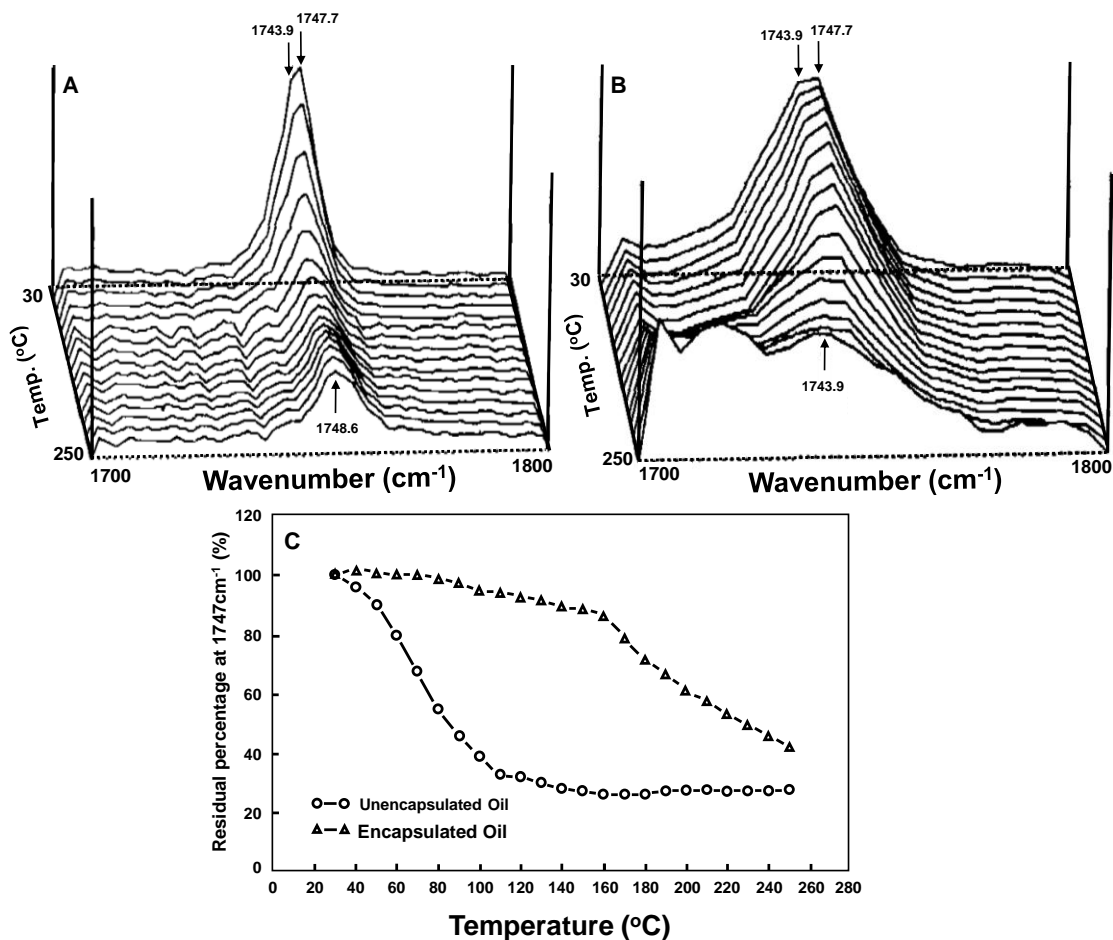 1743.9 1747.7
A
30
Temp. (°C)
250
1748.6
1700 1800
Wavenumber (cm⁻¹)
1743.9 1747.7
B
30
Temp. (°C)
250
1743.9
1700 1800
Wavenumber (cm⁻¹)
C
Residual percentage at 1747cm⁻¹ (%)
120
100
80
60
40
20
0
Unencapsulated Oil
Encapsulated Oil
0 20 40 60 80 100 120 140 160 180 200 220 240 260 280
Temperature (°C)